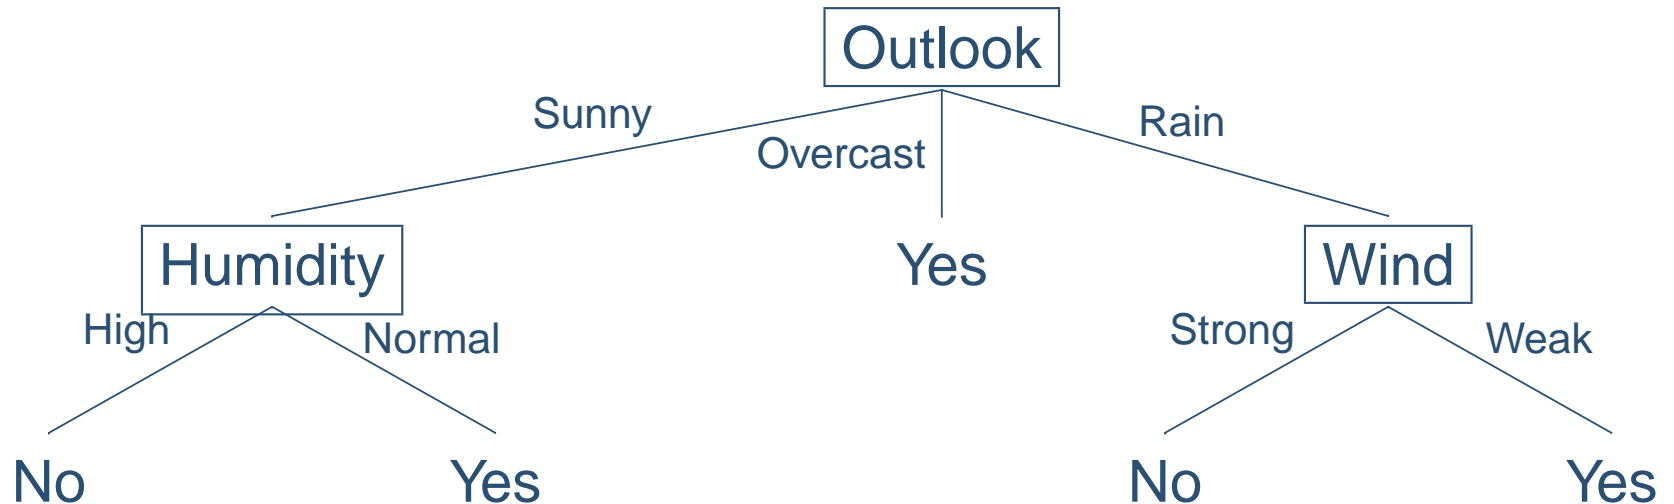 Outlook
Sunny
Overcast
Rain
Humidity
Yes
Wind
High
Normal
Strong
Weak
No
Yes
No
Yes